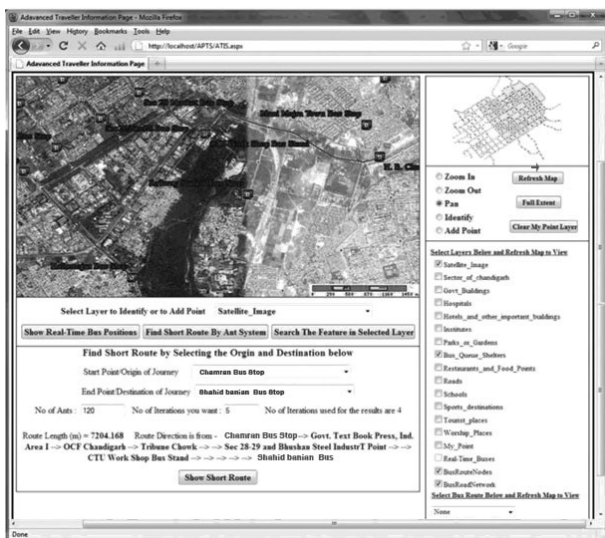 Adavanced Traveller Information Page - Mozilla Firefox
File Edit View History Bookmarks Tools Help
http://localhost/APTS/ATIS.aspx
Google
Adavanced Traveller Information Page
Mani Majra Town Bus Stop
Bus Stand
Zoom In
Zoom Out
Pan
Identify
Add Point
Refresh Map
Full Extent
Clear My Point Layer
Select Layers Below and Refresh Map to View
Satellite_Image
Sector_of_chandigarh
Govt_Buildings
Hospitals
Hotels_and_other_important_buildings
Institutes
Parks_or_Gardens
Bus_Queue_Shelters
Restaurants_and_Food_Points
Roads
Schools
Sports_destinations
Tourist_places
Worship_Places
My_Point
Real-Time_Buses
BusRouteNodes
BusRoadNetwork
Select Bus Route Below and Refresh Map to View
None
Select Layer to Identify or to Add Point Satellite_Image
Show Real-Time Bus Positions Find Short Route By Ant System Search The Feature in Selected Layer
Find Short Route by Selecting the Orgin and Destination below
Start Point/Origin of Journey Chamran Bus Stop
End Point/Destination of Journey Shahid banian Bus Stop
No of Ants : 120 No of Iterations you want : 5 No of Iterations used for the results are 4
Route Length (m) = 7204.168 Route Direction is from - Chamran Bus Stop--> Govt. Text Book Press, Ind.
Area I --> OCF Chandigarh --> Tribune Chowk --> Sec 28-29 and Bhushan Steel IndustrT Point --> -->
CTU Work Shop Bus Stand --> --> --> --> --> Shahid banian Bus
Show Short Route
Done